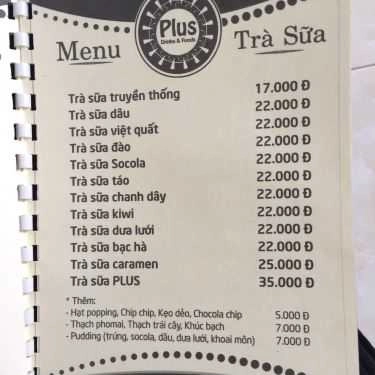 Plus
Drinks & Foods
Menu Trà Sữa
Trà sữa truyền thống 17.000 Đ
Trà sữa dâu 22.000 Đ
Trà sữa việt quất 22.000 Đ
Trà sữa đào 22.000 Đ
Trà sữa Socola 22.000 Đ
Trà sữa táo 22.000 Đ
Trà sữa chanh dây 22.000 Đ
Trà sữa kiwi 22.000 Đ
Trà sữa dưa lưới 22.000 Đ
Trà sữa bạc hà 22.000 Đ
Trà sữa caramen 25.000 Đ
Trà sữa PLUS 35.000 Đ
* Thêm:
- Hạt popping, Chip chip, Kẹo dẻo, Chocola chip 5.000 Đ
- Thạch phomai, Thạch trái cây, Khúc bạch 7.000 Đ
- Pudding (trứng, socola, dâu, dưa lưới, khoai môn) 7.000 Đ